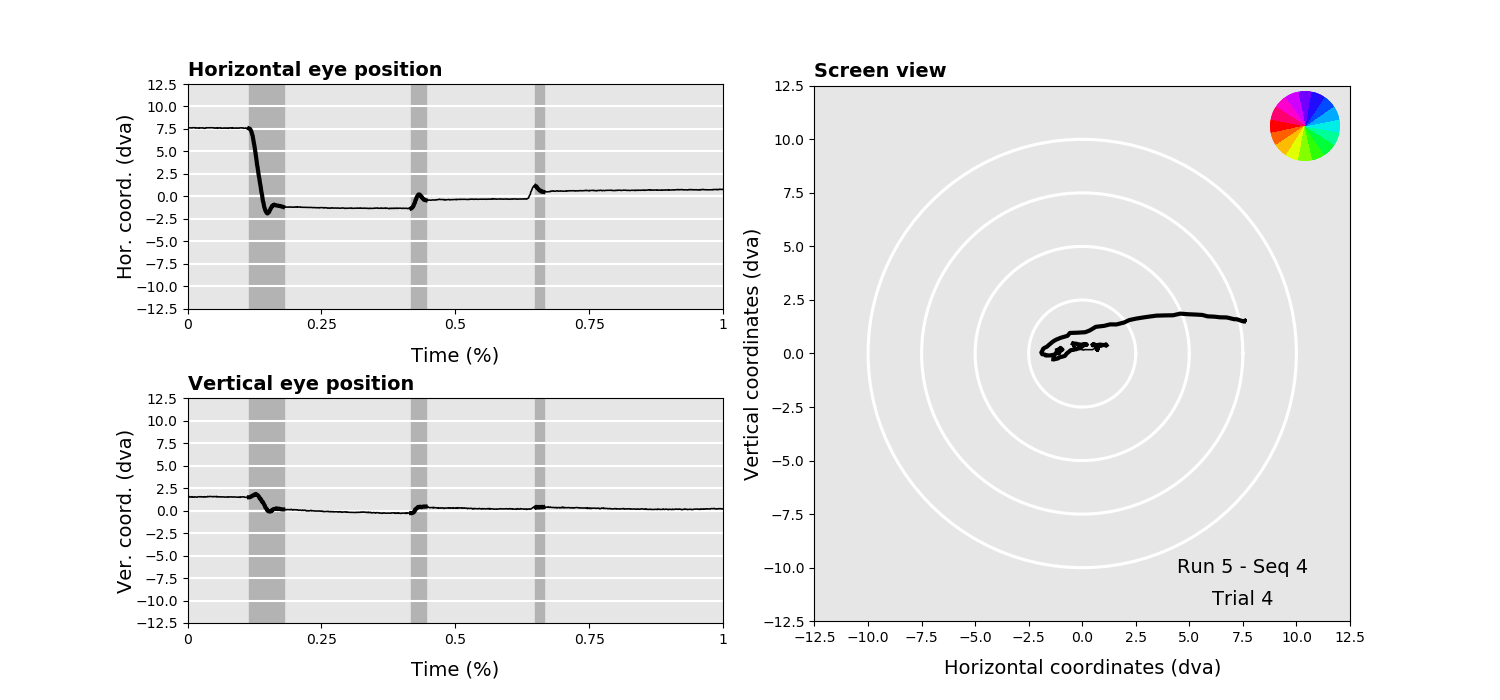 Horizontal eye position
Hor. coord. (dva)
12.5
10.0
7.5
5.0
2.5
0.0
−2.5
−5.0
−7.5
−10.0
−12.5
0 0.25 0.5 0.75 1
Time (%)
Vertical eye position
Ver. coord. (dva)
12.5
10.0
7.5
5.0
2.5
0.0
−2.5
−5.0
−7.5
−10.0
−12.5
0 0.25 0.5 0.75 1
Time (%)
Screen view
Vertical coordinates (dva)
12.5
10.0
7.5
5.0
2.5
0.0
−2.5
−5.0
−7.5
−10.0
−12.5
Run 5 - Seq 4
Trial 4
−12.5 −10.0 −7.5 −5.0 −2.5 0.0 2.5 5.0 7.5 10.0 12.5
Horizontal coordinates (dva)